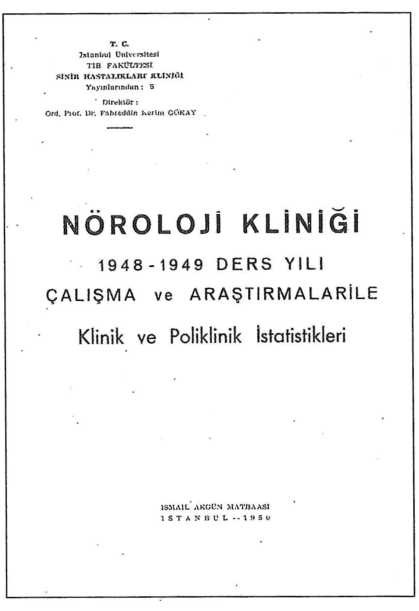 T. C.
İstanbul Üniversitesi
TIB FAKÜLTESİ
SİNİR HASTALIKLARI KLİNİĞİ
Yayınlarından : 5
Direktör :
Ord. Prof. Dr. Fahreddin Kerim GÖKAY
NÖROLOJİ KLİNİĞİ
1948 - 1949 DERS YILI
ÇALIŞMA ve ARAŞTIRMALARİLE
Klinik ve Poliklinik İstatistikleri
İSMAİL AKGÜN MATBAASI
İSTANBUL -- 1950